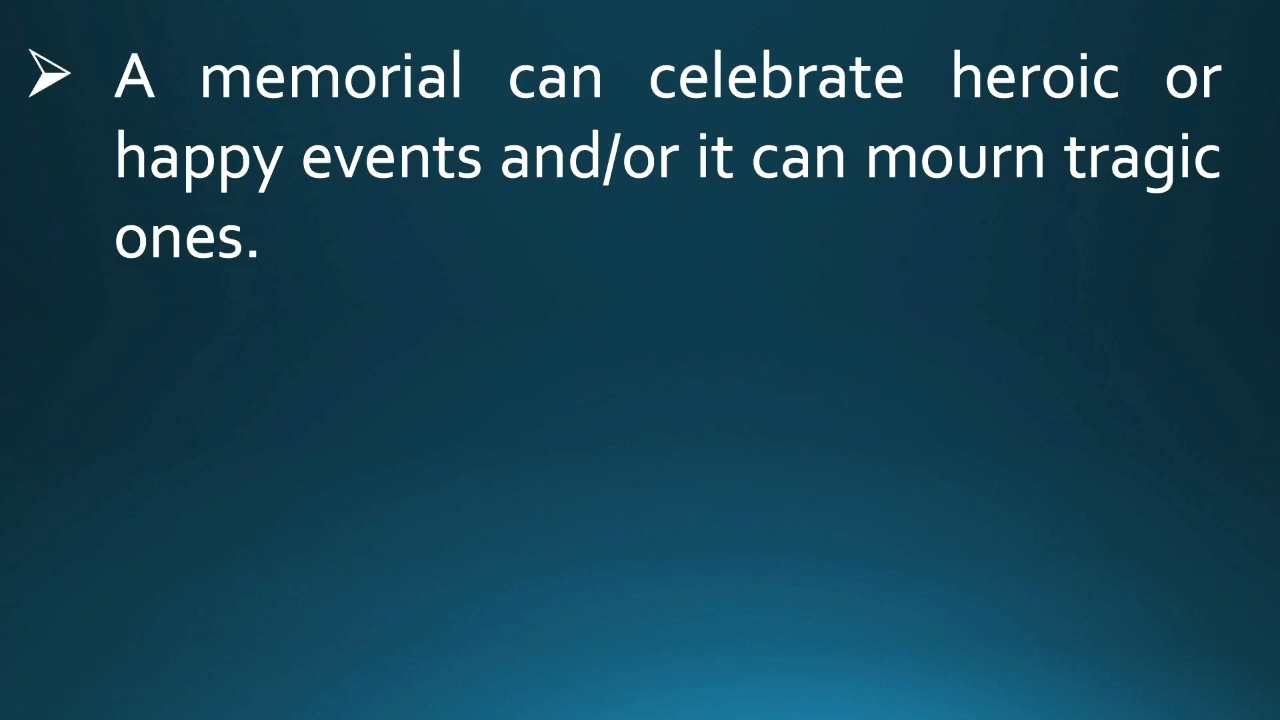 ➢ A memorial can celebrate heroic or
happy events and/or it can mourn tragic
ones.